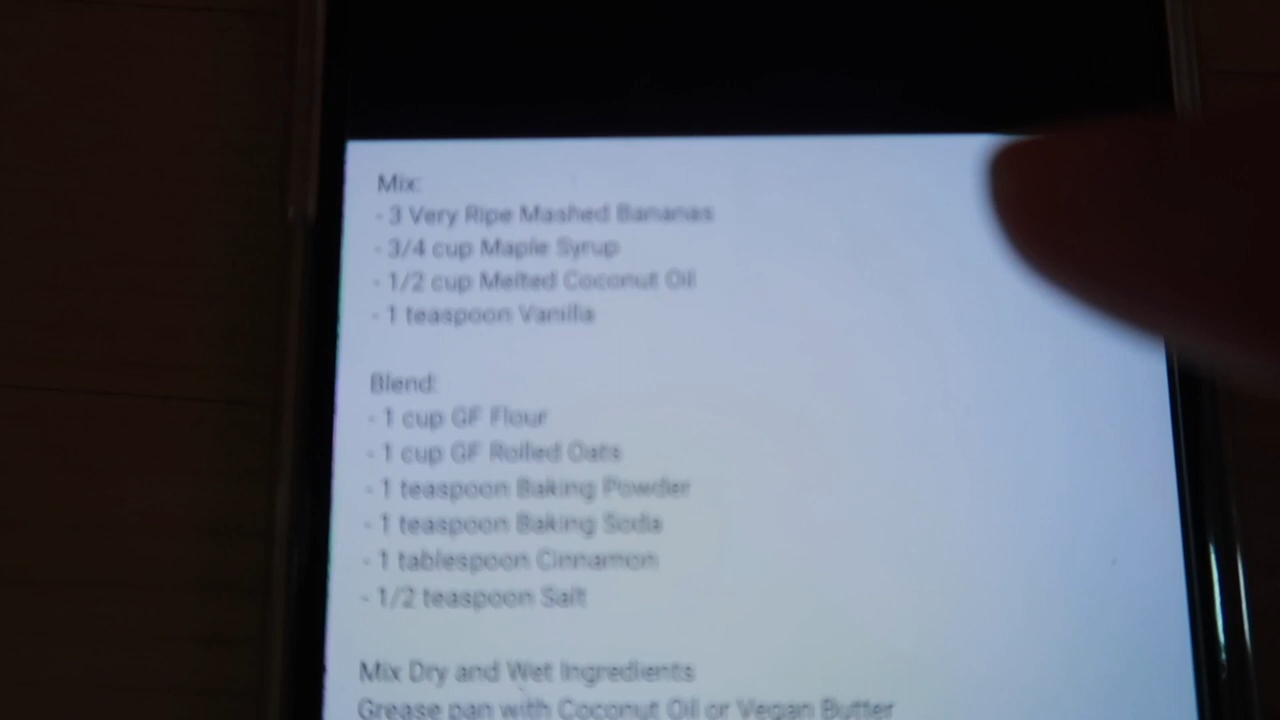 Mix:
- 3 Very Ripe Mashed Bananas
- 3/4 cup Maple Syrup
- 1/2 cup Melted Coconut Oil
- 1 teaspoon Vanilla
Blend:
- 1 cup GF Flour
- 1 cup GF Rolled Oats
- 1 teaspoon Baking Powder
- 1 teaspoon Baking Soda
- 1 tablespoon Cinnamon
- 1/2 teaspoon Salt
Mix Dry and Wet Ingredients
Grease pan with Coconut Oil or Vegan Butter